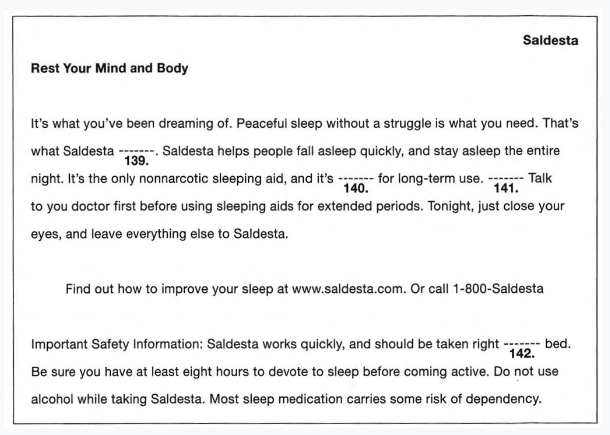 Saldesta
Rest Your Mind and Body
It's what you've been dreaming of. Peaceful sleep without a struggle is what you need. That's
what Saldesta -------. Saldesta helps people fall asleep quickly, and stay asleep the entire
139.
night. It's the only nonnarcotic sleeping aid, and it's ------- for long-term use. ------- Talk
140. 141.
to you doctor first before using sleeping aids for extended periods. Tonight, just close your
eyes, and leave everything else to Saldesta.
Find out how to improve your sleep at www.saldesta.com. Or call 1-800-Saldesta
Important Safety Information: Saldesta works quickly, and should be taken right ------- bed.
142.
Be sure you have at least eight hours to devote to sleep before coming active. Do not use
alcohol while taking Saldesta. Most sleep medication carries some risk of dependency.